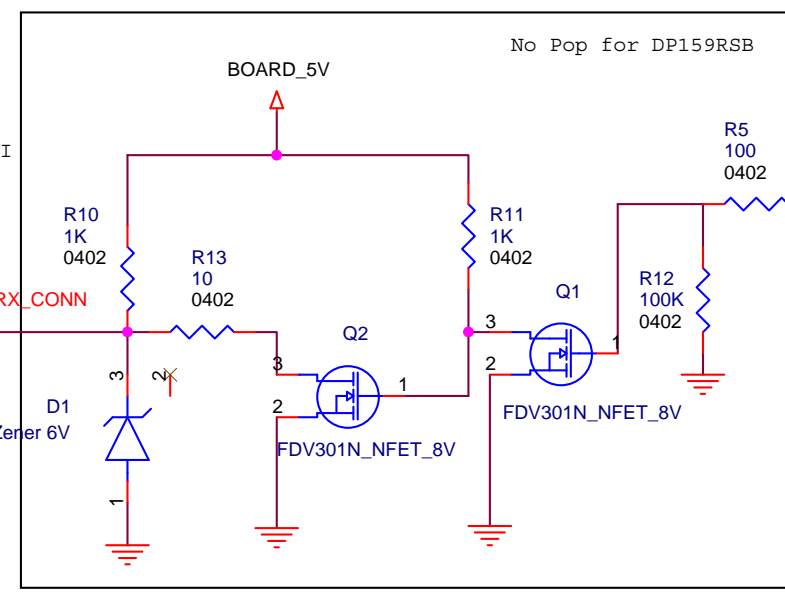 No Pop for DP159RSB
BOARD_5V
I
R5
100
0402
R10
1K
0402
R11
1K
0402
R13
10
0402
R12
100K
0402
RX_CONN
Q1
Q2
3
2
1
3
2
1
3
2
1
D1
Zener 6V
FDV301N_NFET_8V
FDV301N_NFET_8V